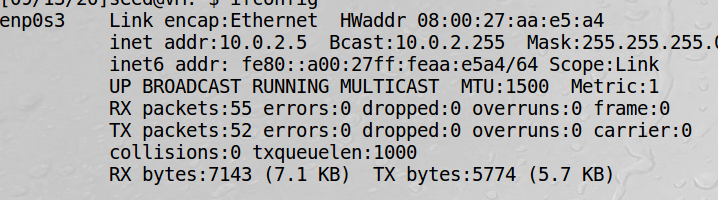 [09/15/20]seed@VM:~$ ifconfig
enp0s3 Link encap:Ethernet HWaddr 08:00:27:aa:e5:a4
inet addr:10.0.2.5 Bcast:10.0.2.255 Mask:255.255.255.0
inet6 addr: fe80::a00:27ff:feaa:e5a4/64 Scope:Link
UP BROADCAST RUNNING MULTICAST MTU:1500 Metric:1
RX packets:55 errors:0 dropped:0 overruns:0 frame:0
TX packets:52 errors:0 dropped:0 overruns:0 carrier:0
collisions:0 txqueuelen:1000
RX bytes:7143 (7.1 KB) TX bytes:5774 (5.7 KB)